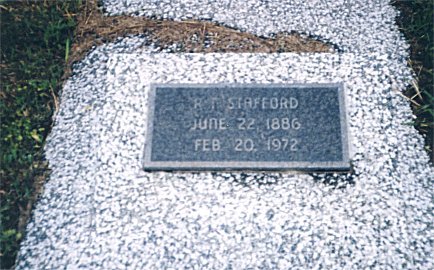 R T STAFFORD
JUNE 22 1886
FEB. 20, 1972